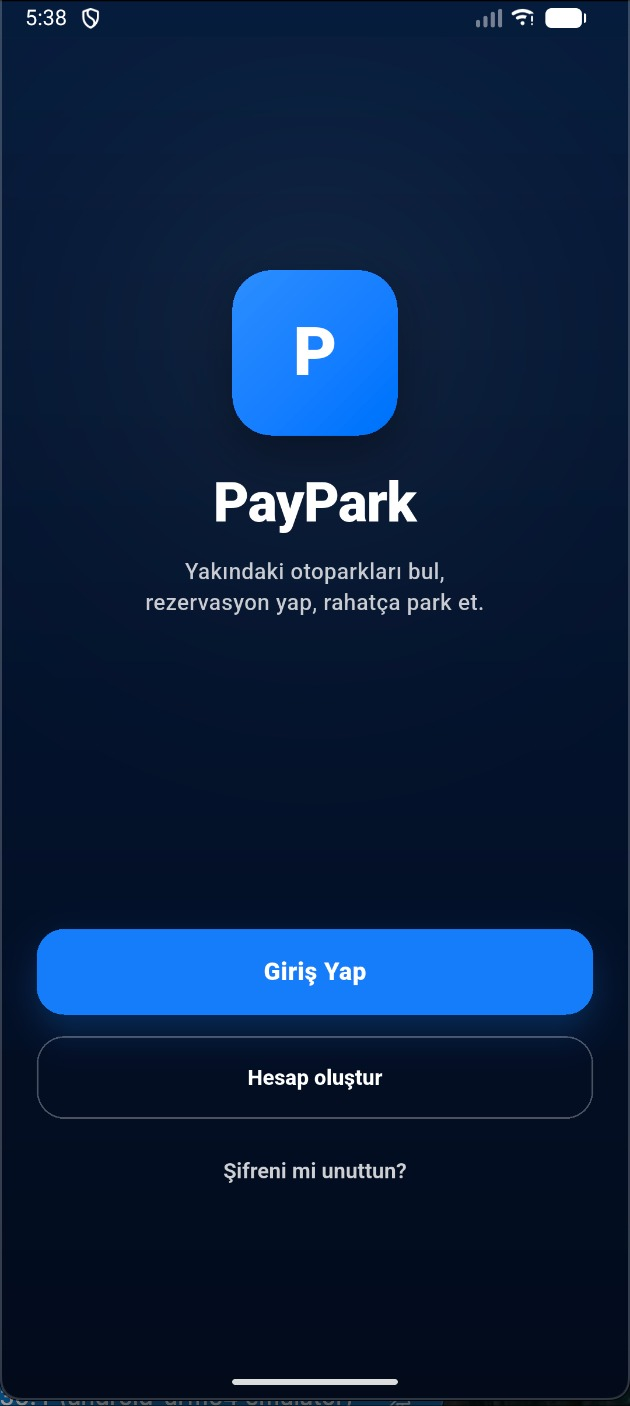 5:38
P
PayPark
Yakındaki otoparkları bul,
rezervasyon yap, rahatça park et.
Giriş Yap
Hesap oluştur
Şifreni mi unuttun?